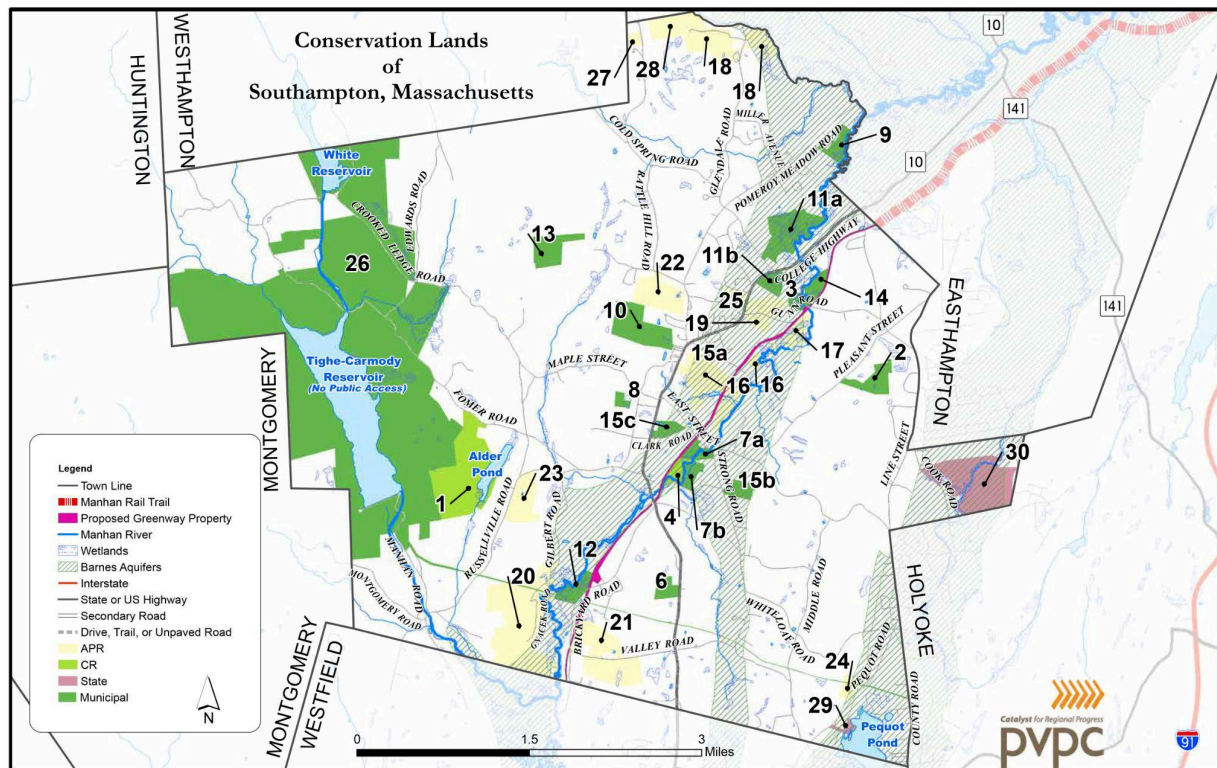 Conservation Lands
of
Southampton, Massachusetts
WESTHAMPTON
HUNTINGTON
27
28
18
18
10
141
9
10
MILLER AVENUE
COLD SPRING ROAD
GLENDALE ROAD
RATTLE HILL ROAD
POMEROY MEADOW ROAD
White
Reservoir
CROOKED LEDGE ROAD
EDWARDS ROAD
26
13
11a
COLLEGE HIGHWAY
22
11b
3
14
25
GUNN ROAD
EASTHAMPTON
141
10
19
17
PLEASANT STREET
2
MONTGOMERY
Tighe-Carmody
Reservoir
(No Public Access)
MAPLE STREET
15a
16
16
8
FOMER ROAD
15c
CLARK ROAD
EAST STREET
7a
STRONG ROAD
LINE STREET
COOK ROAD
30
Alder
Pond
1
23
15b
4
7b
RUSSELLVILLE ROAD
GILBERT ROAD
12
MANHAN ROAD
MONTGOMERY ROAD
20
GWACEK ROAD
BRICKYARD ROAD
6
21
VALLEY ROAD
WHITE LOAF ROAD
MIDDLE ROAD
HOLYOKE
24
PEQUOT ROAD
29
Pequot
Pond
COUNTY ROAD
MONTGOMERY
WESTFIELD
Legend
Town Line
Manhan Rail Trail
Proposed Greenway Property
Manhan River
Wetlands
Barnes Aquifers
Interstate
State or US Highway
Secondary Road
Drive, Trail, or Unpaved Road
APR
CR
State
Municipal
N
0
1.5
3
Miles
Catalyst for Regional Progress
pvpc
91